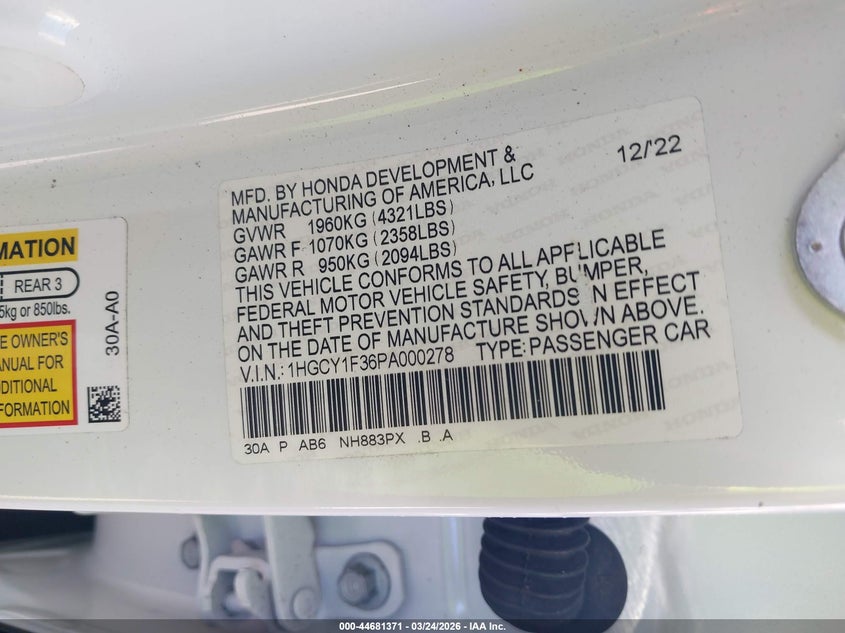 MFD. BY HONDA DEVELOPMENT &
MANUFACTURING OF AMERICA, LLC
12/'22
GVWR 1960KG (4321LBS)
GAWR F 1070KG (2358LBS)
GAWR R 950KG (2094LBS)
THIS VEHICLE CONFORMS TO ALL APPLICABLE
FEDERAL MOTOR VEHICLE SAFETY, BUMPER,
AND THEFT PREVENTION STANDARDS IN EFFECT
ON THE DATE OF MANUFACTURE SHOWN ABOVE.
V.I.N.: 1HGCY1F36PA000278 TYPE: PASSENGER CAR
30A P AB6 NH883PX .B .A
MATION
REAR 3
5kg or 850lbs.
E OWNER'S
ANUAL FOR
DITIONAL
FORMATION
30A-A0
000-44681371 - 03/24/2026 - IAA Inc.